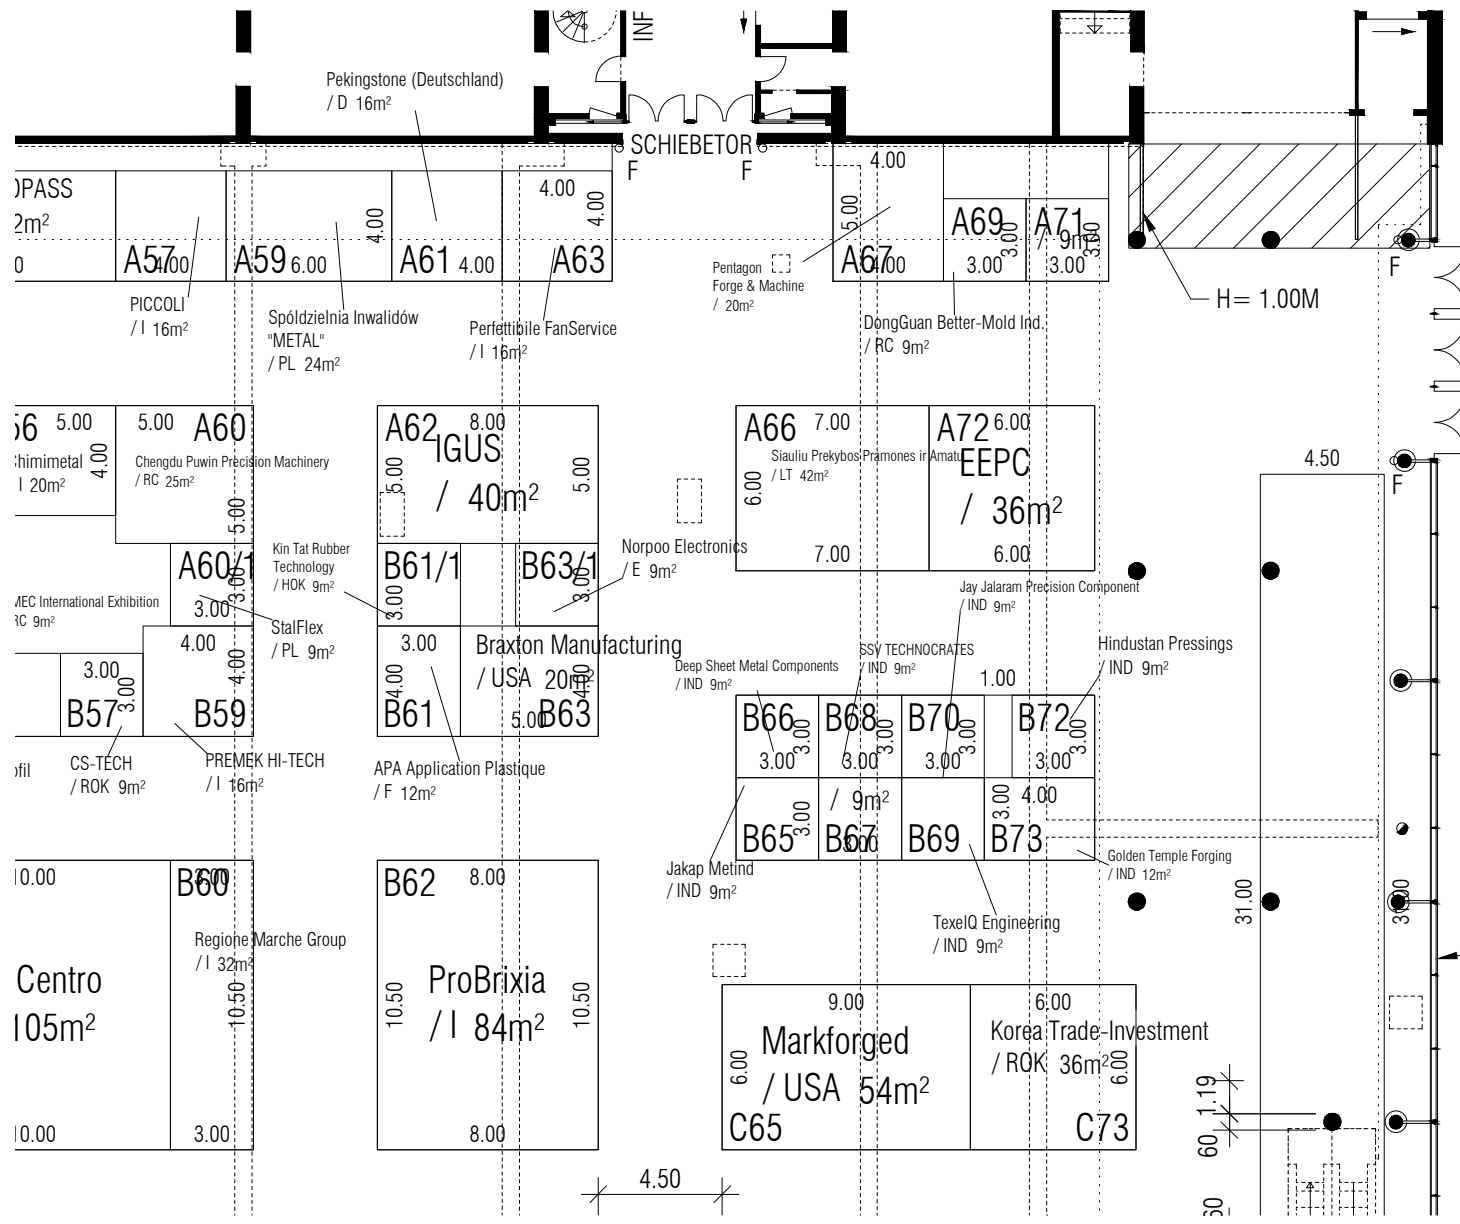 INF
Pekingstone (Deutschland)
/ D 16m²
SCHIEBETOR
F
F
OPASS
2m²
0
A57
4.00
A59
6.00
4.00
A61
4.00
4.00
4.00
A63
4.00
5.00
A67
4.00
A69
3.00
3.00
A71
/ 9m²
3.00
3.00
F
H= 1.00M
PICCOLI
/ I 16m²
Spóldzielnia Inwalidów
"METAL"
/ PL 24m²
Perfettibile FanService
/ I 16m²
Pentagon
Forge & Machine
/ 20m²
DongGuan Better-Mold Ind.
/ RC 9m²
56
5.00
4.00
Chimimetal
I 20m²
5.00
A60
Chengdu Puwin Precision Machinery
/ RC 25m²
5.00
A62
8.00
IGUS
/ 40m²
5.00
5.00
A66
7.00
Siauliu Prekybos Pramones ir Amatu
/ LT 42m²
6.00
7.00
A72
6.00
EEPC
/ 36m²
6.00
4.50
F
A60/1
3.00
3.00
Kin Tat Rubber
Technology
/ HOK 9m²
B61/1
3.00
B63/1
3.00
Norpoo Electronics
/ E 9m²
MEC International Exhibition
RC 9m²
StalFlex
/ PL 9m²
Jay Jalaram Precision Component
/ IND 9m²
4.00
4.00
B59
3.00
3.00
B57
3.00
4.00
B61
Braxton Manufacturing
/ USA 20m²
4.00
5.00
B63
Deep Sheet Metal Components
/ IND 9m²
SSV TECHNOCRATES
/ IND 9m²
Hindustan Pressings
/ IND 9m²
1.00
B66
3.00
3.00
B68
3.00
3.00
B70
3.00
3.00
B72
3.00
3.00
ofil
CS-TECH
/ ROK 9m²
PREMEK HI-TECH
/ I 16m²
APA Application Plastique
/ F 12m²
B65
3.00
/ 9m²
B67
3.00
B69
3.00
4.00
B73
Jakap Metind
/ IND 9m²
TexelQ Engineering
/ IND 9m²
Golden Temple Forging
/ IND 12m²
31.00
31.00
10.00
B60
3.00
Regione Marche Group
/ I 32m²
Centro
105m²
10.50
10.00
3.00
B62
8.00
ProBrixia
/ I 84m²
10.50
10.50
8.00
9.00
Markforged
/ USA 54m²
6.00
C65
6.00
Korea Trade-Investment
/ ROK 36m²
6.00
C73
4.50
1.19
60
60